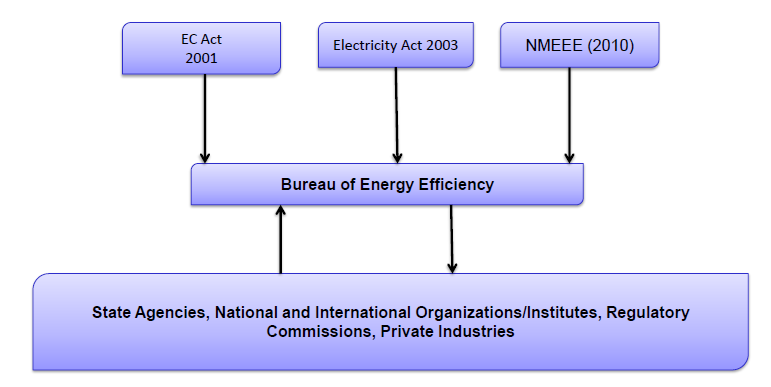 EC Act
2001
Electricity Act 2003
NMEEE (2010)
Bureau of Energy Efficiency
State Agencies, National and International Organizations/Institutes, Regulatory
Commissions, Private Industries